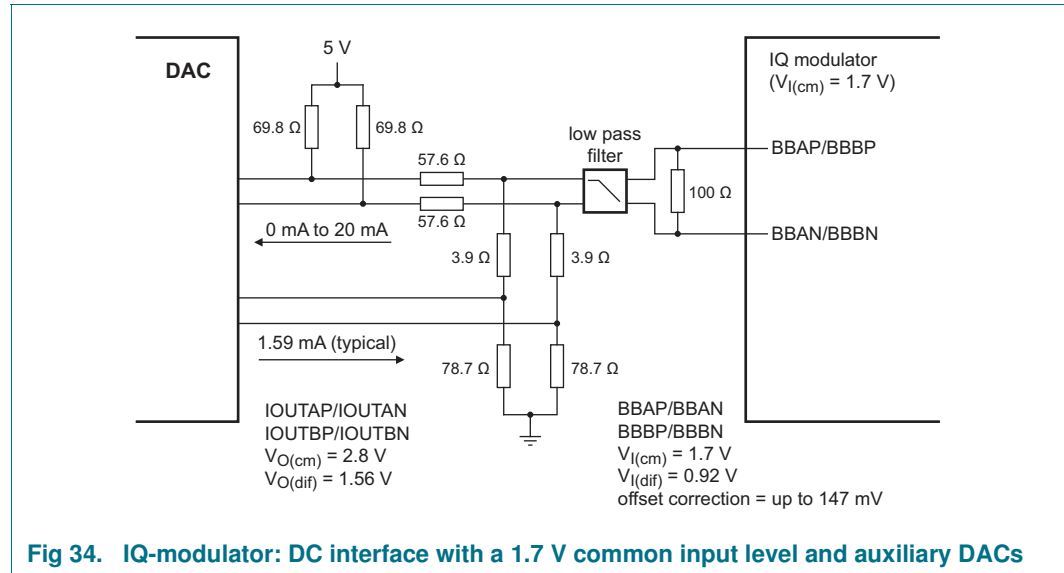 5 V
DAC
IQ modulator
(VI(cm) = 1.7 V)
69.8 Ω
69.8 Ω
low pass
filter
57.6 Ω
BBAP/BBBP
100 Ω
57.6 Ω
0 mA to 20 mA
BBAN/BBBN
3.9 Ω
3.9 Ω
1.59 mA (typical)
78.7 Ω
78.7 Ω
IOUTAP/IOUTAN
IOUTBP/IOUTBN
VO(cm) = 2.8 V
VO(dif) = 1.56 V
BBAP/BBAN
BBBP/BBBN
VI(cm) = 1.7 V
VI(dif) = 0.92 V
offset correction = up to 147 mV
Fig 34. IQ-modulator: DC interface with a 1.7 V common input level and auxiliary DACs